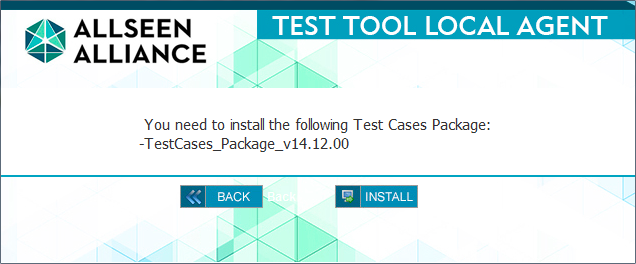 ALLSEEN
ALLIANCE
TEST TOOL LOCAL AGENT
You need to install the following Test Cases Package:
-TestCases_Package_v14.12.00
BACK Back INSTALL